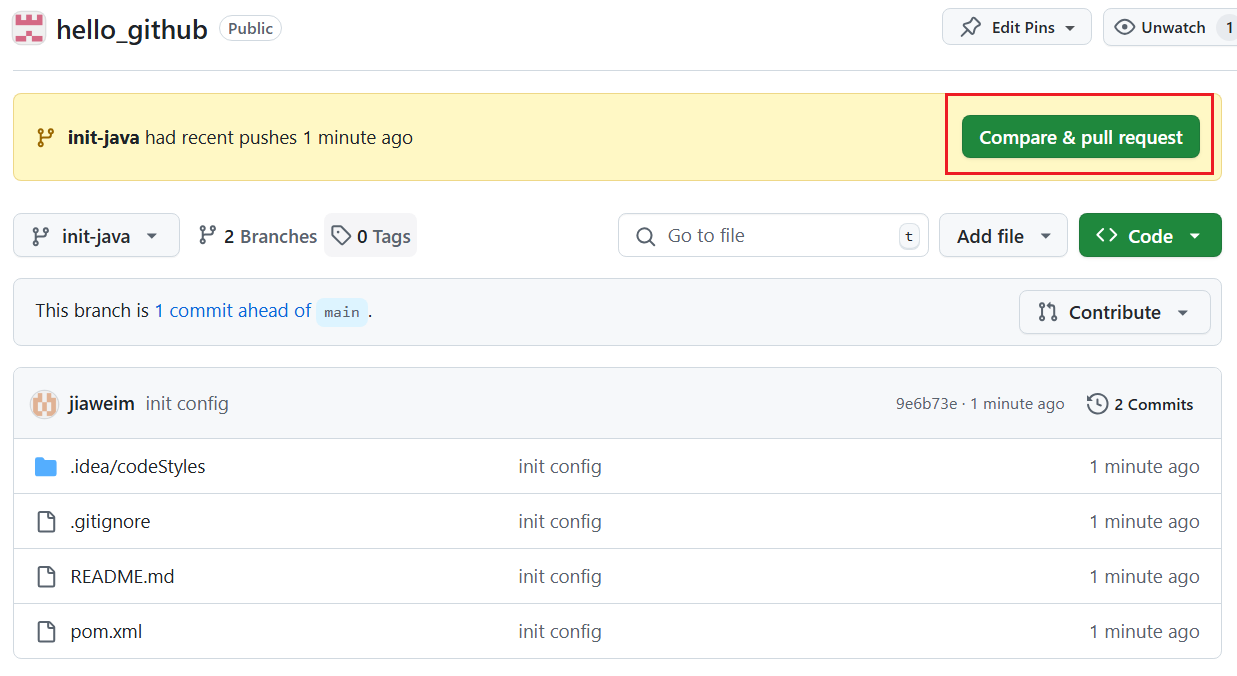 hello_github Public Edit Pins Unwatch 1
init-java had recent pushes 1 minute ago Compare & pull request
init-java 2 Branches 0 Tags Go to file t Add file Code
This branch is 1 commit ahead of main . Contribute
jiaweim init config 9e6b73e · 1 minute ago 2 Commits
.idea/codeStyles init config 1 minute ago
.gitignore init config 1 minute ago
README.md init config 1 minute ago
pom.xml init config 1 minute ago